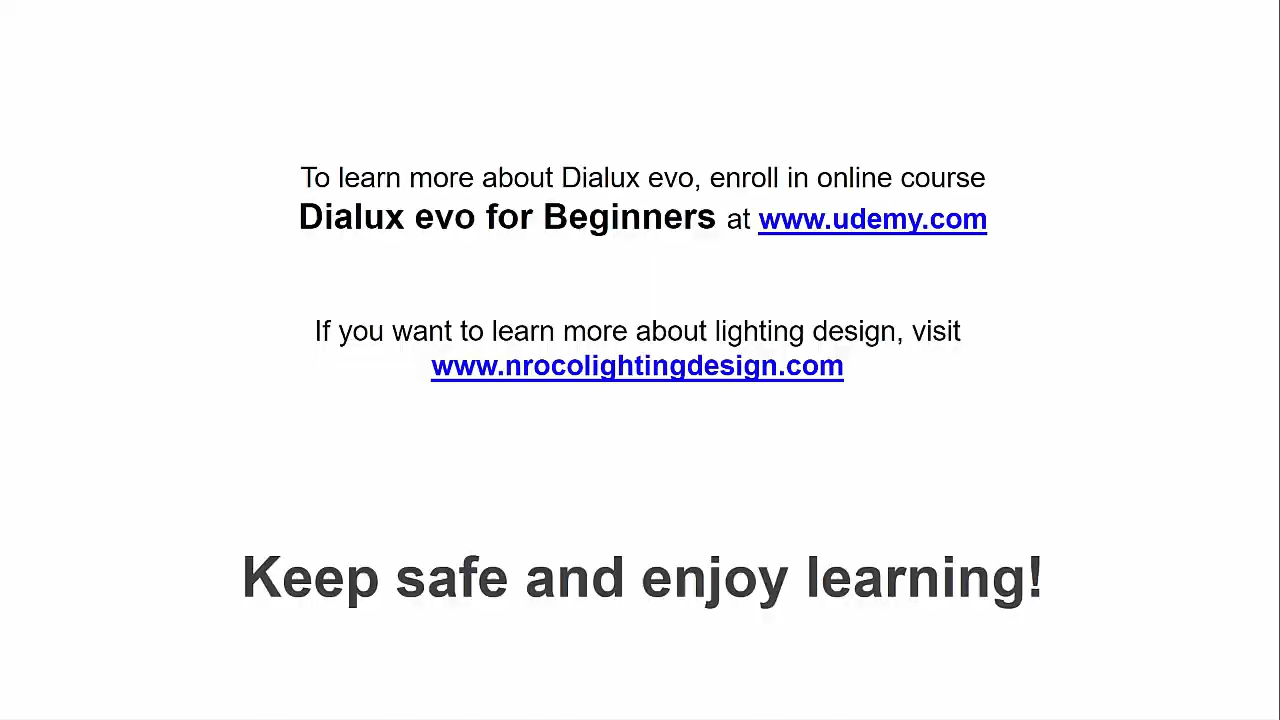 To learn more about Dialux evo, enroll in online course
Dialux evo for Beginners at www.udemy.com
If you want to learn more about lighting design, visit
www.nrocolightingdesign.com
Keep safe and enjoy learning!